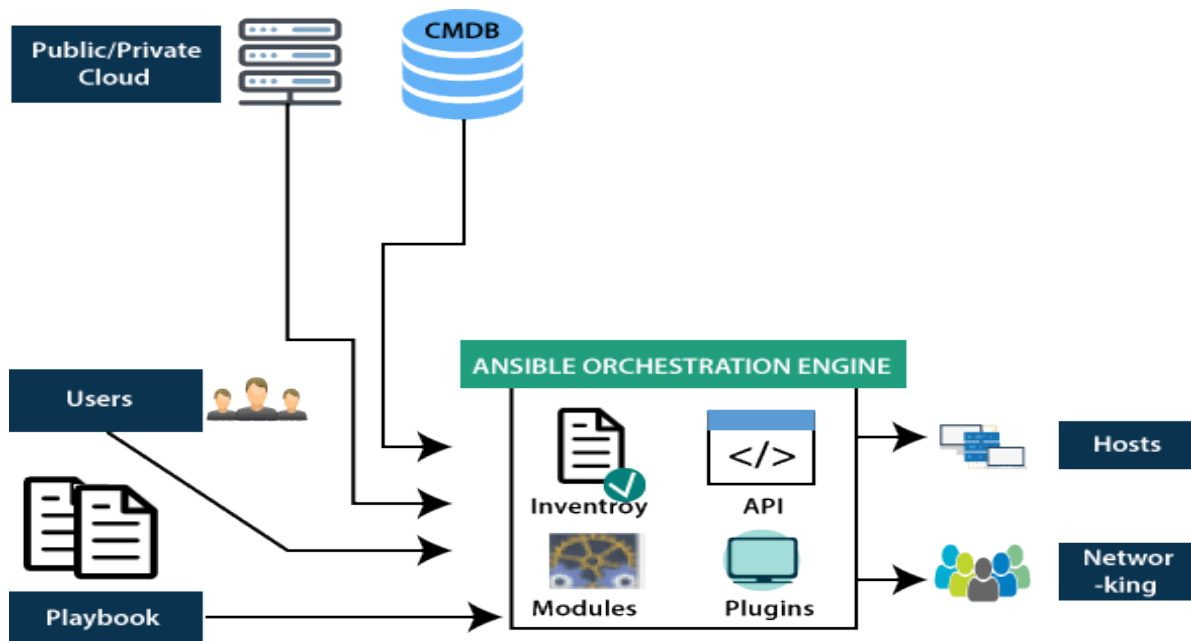 Public/Private
Cloud
CMDB
Users
Playbook
ANSIBLE ORCHESTRATION ENGINE
Inventroy
API
</>
Modules
Plugins
Hosts
Networ
-king